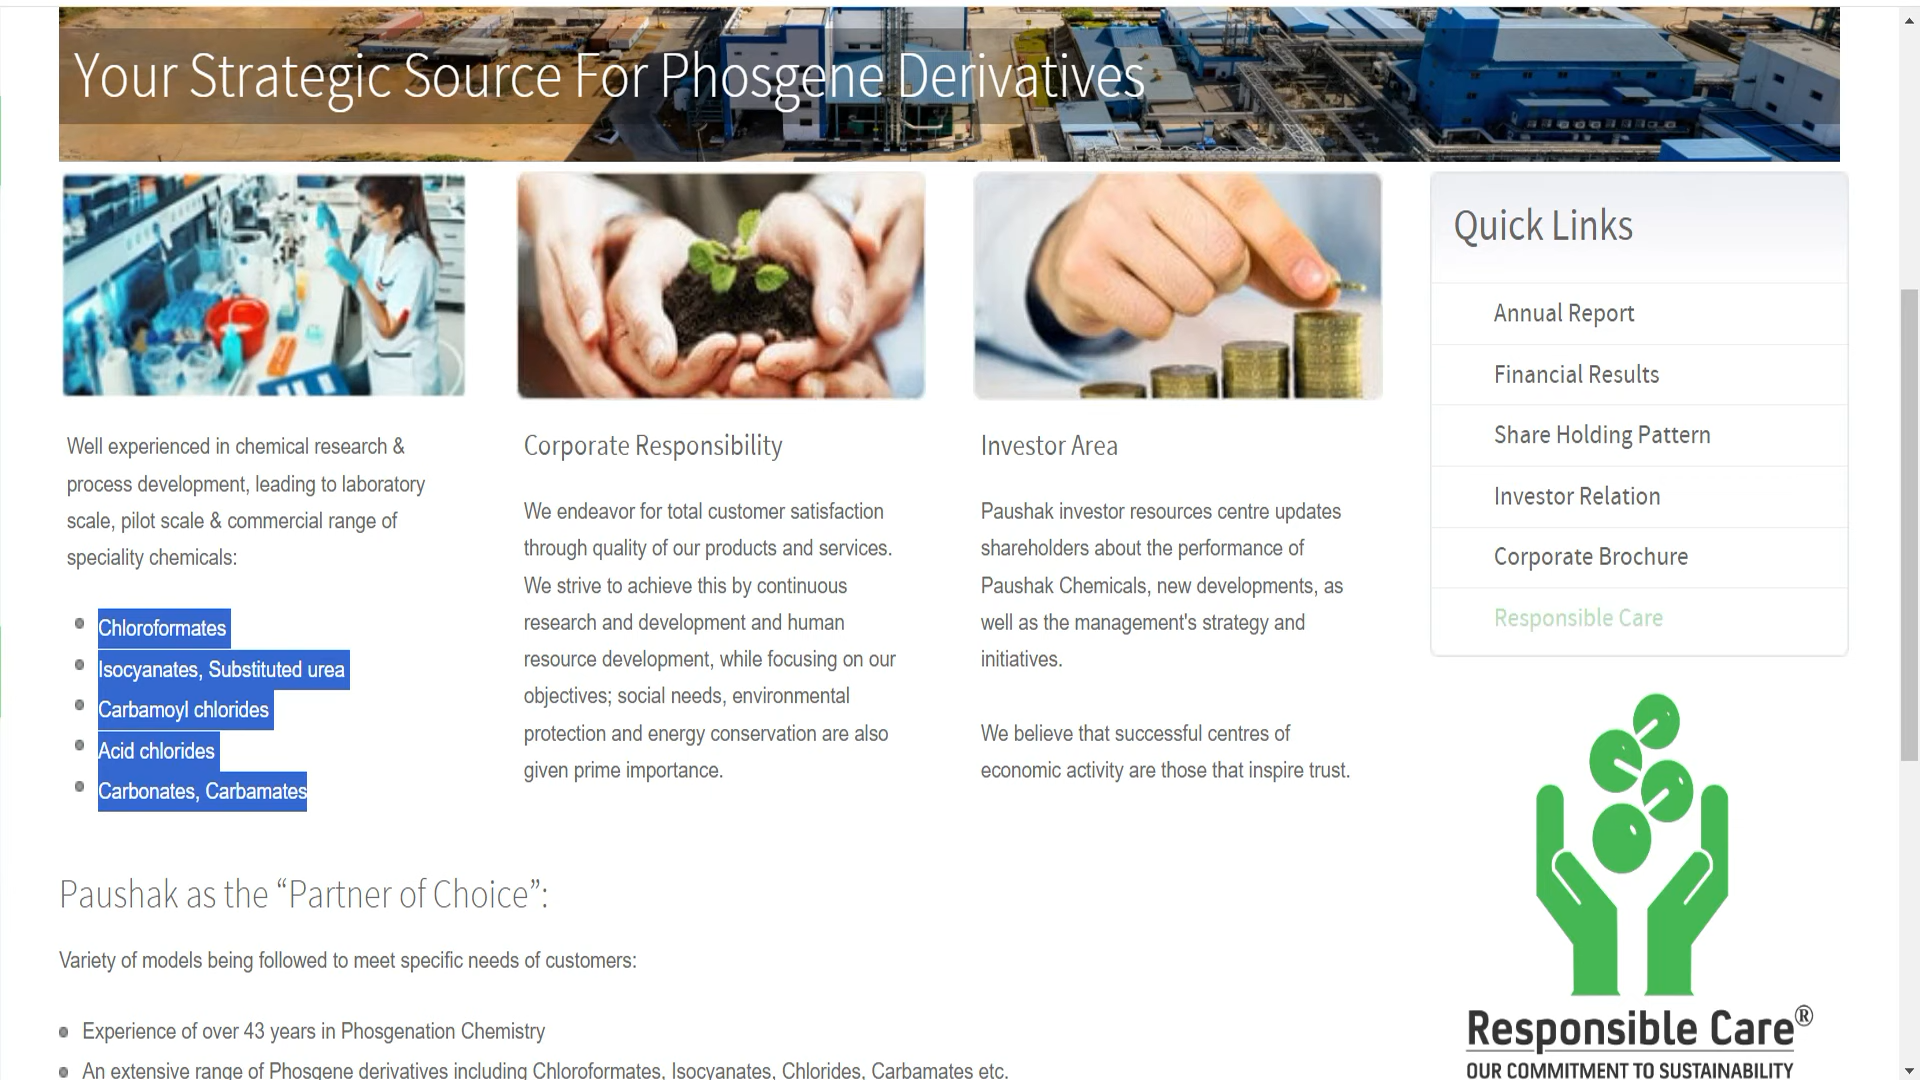 Your Strategic Source For Phosgene Derivatives
Well experienced in chemical research &
process development, leading to laboratory
scale, pilot scale & commercial range of
speciality chemicals:
Chloroformates
Isocyanates, Substituted urea
Carbamoyl chlorides
Acid chlorides
Carbonates, Carbamates
Corporate Responsibility
We endeavor for total customer satisfaction
through quality of our products and services.
We strive to achieve this by continuous
research and development and human
resource development, while focusing on our
objectives; social needs, environmental
protection and energy conservation are also
given prime importance.
Investor Area
Paushak investor resources centre updates
shareholders about the performance of
Paushak Chemicals, new developments, as
well as the management's strategy and
initiatives.
We believe that successful centres of
economic activity are those that inspire trust.
Quick Links
Annual Report
Financial Results
Share Holding Pattern
Investor Relation
Corporate Brochure
Responsible Care
Responsible Care®
OUR COMMITMENT TO SUSTAINABILITY
Paushak as the “Partner of Choice”:
Variety of models being followed to meet specific needs of customers:
Experience of over 43 years in Phosgenation Chemistry
An extensive range of Phosgene derivatives including Chloroformates, Isocyanates, Chlorides, Carbamates etc.